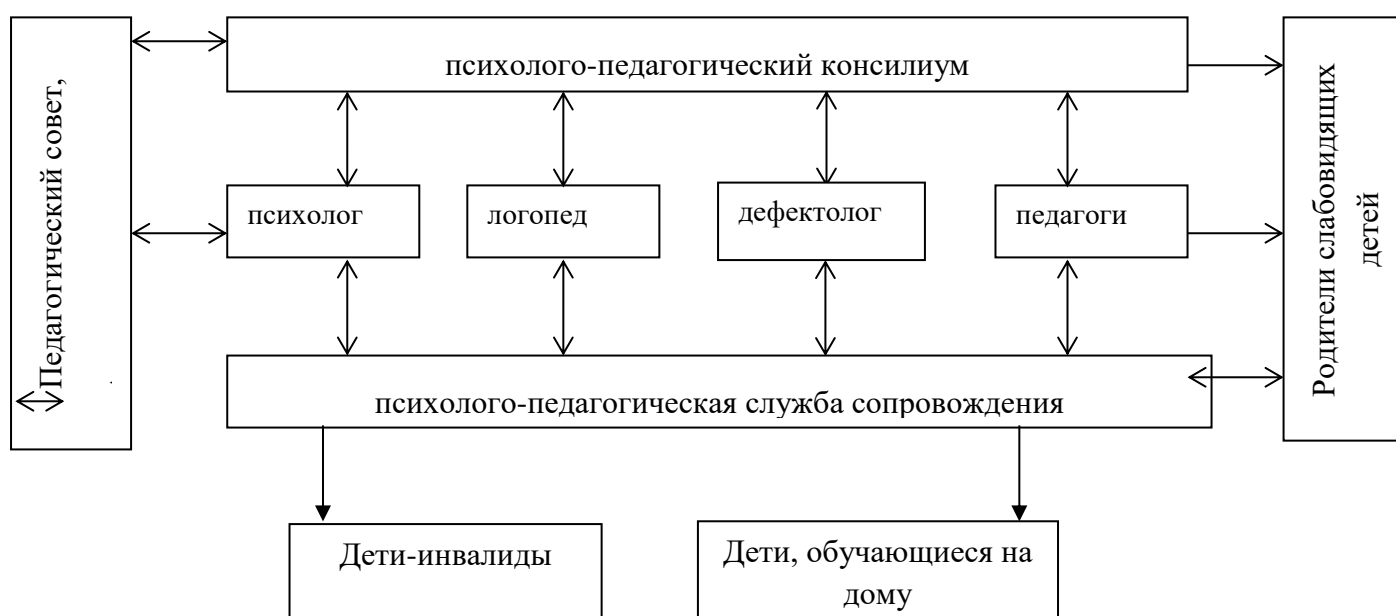 психолого-педагогический консилиум
Педагогический совет,
психолог
логопед
дефектолог
педагоги
Родители слабовидящих
детей
психолого-педагогическая служба сопровождения
Дети-инвалиды
Дети, обучающиеся на
дому